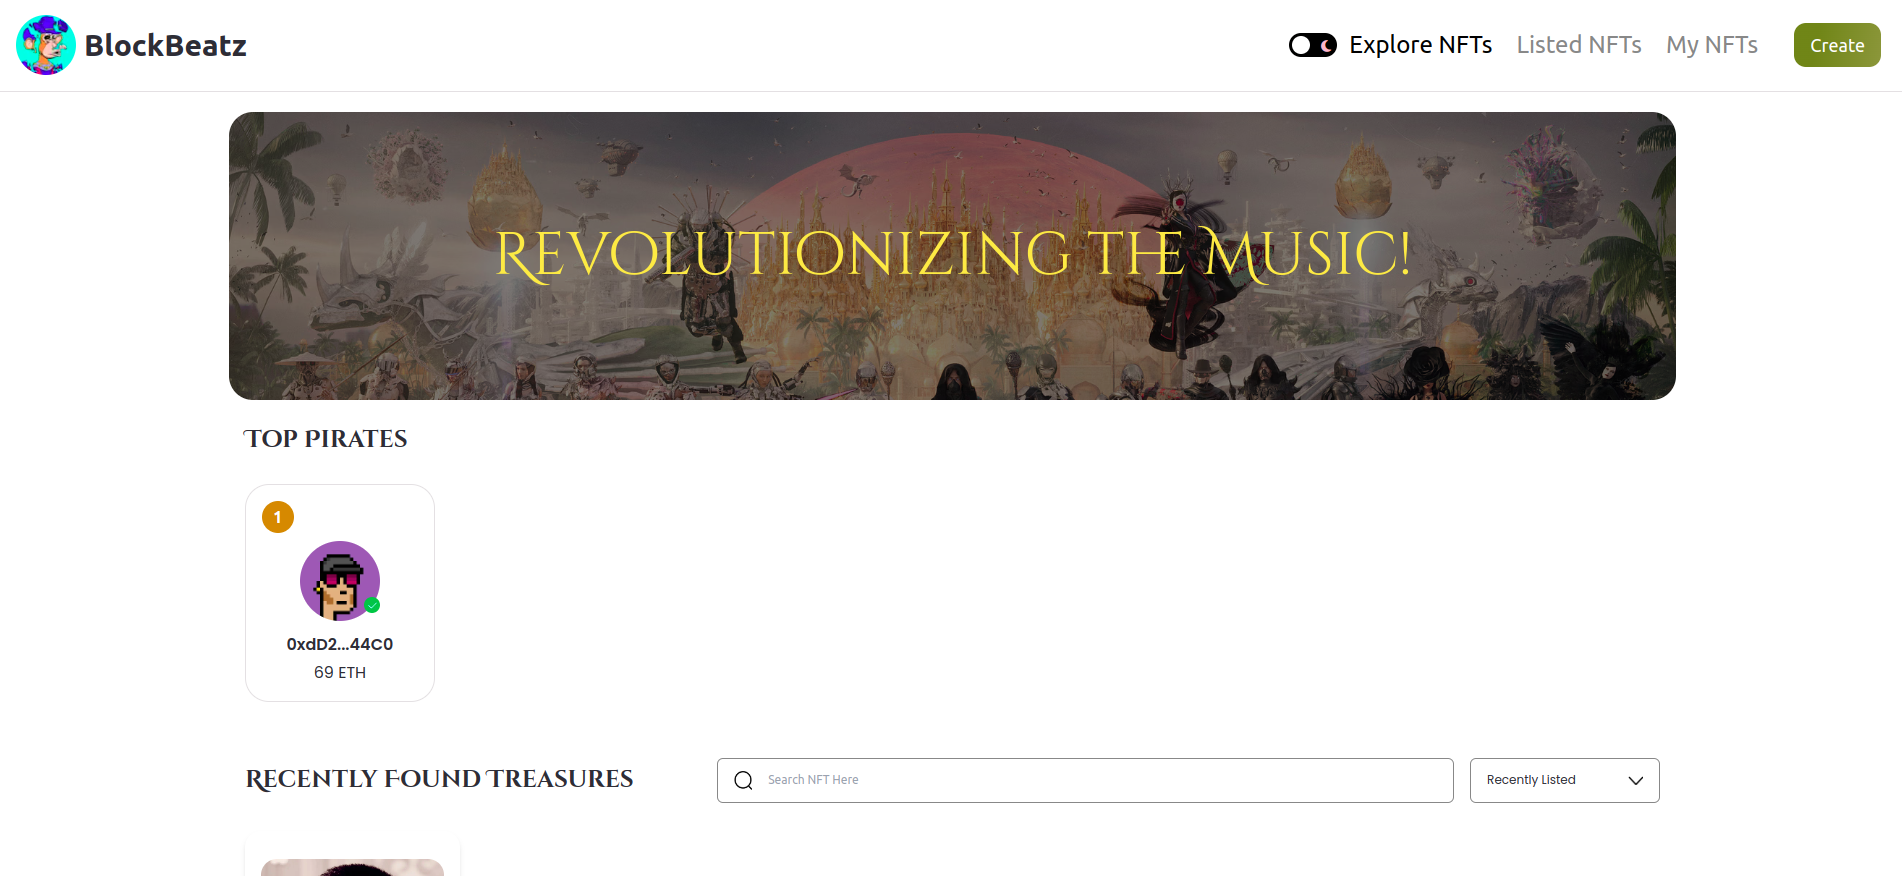 BlockBeatz
Explore NFTs
Listed NFTs
My NFTs
Create
Revolutionizing the Music!
Top Pirates
1
0xdD2...44C0
69 ETH
Recently Found Treasures
Search NFT Here
Recently Listed